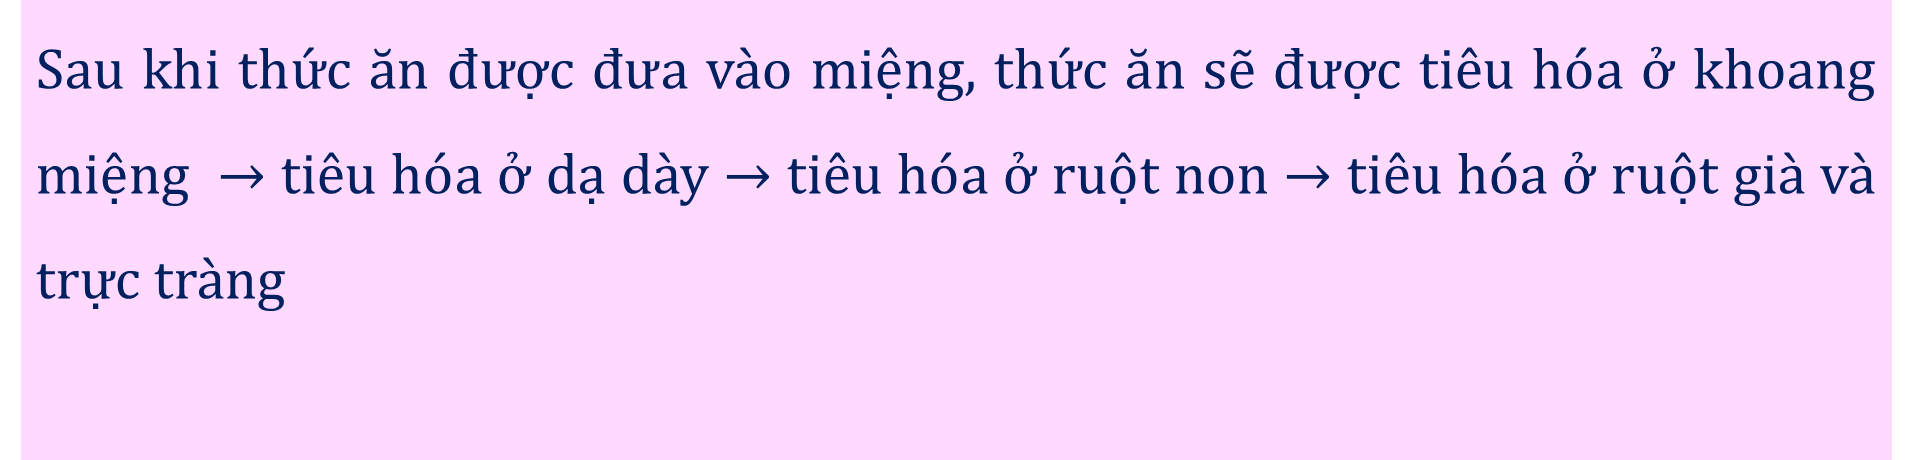 Sau khi thức ăn được đưa vào miệng, thức ăn sẽ được tiêu hóa ở khoang
miệng → tiêu hóa ở dạ dày → tiêu hóa ở ruột non → tiêu hóa ở ruột già và
trực tràng